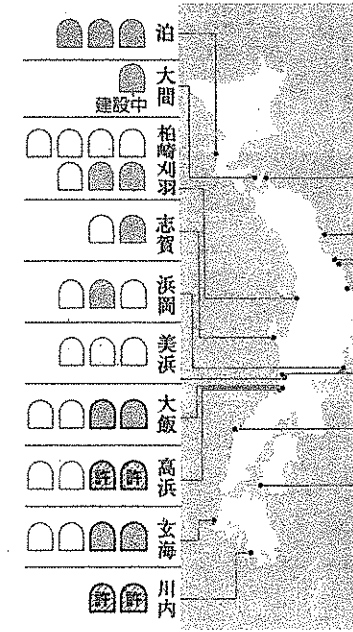 泊
大間
建設中
柏崎刈羽
志賀
浜岡
美浜
大飯
高浜
許 許
玄海
川内
許 許